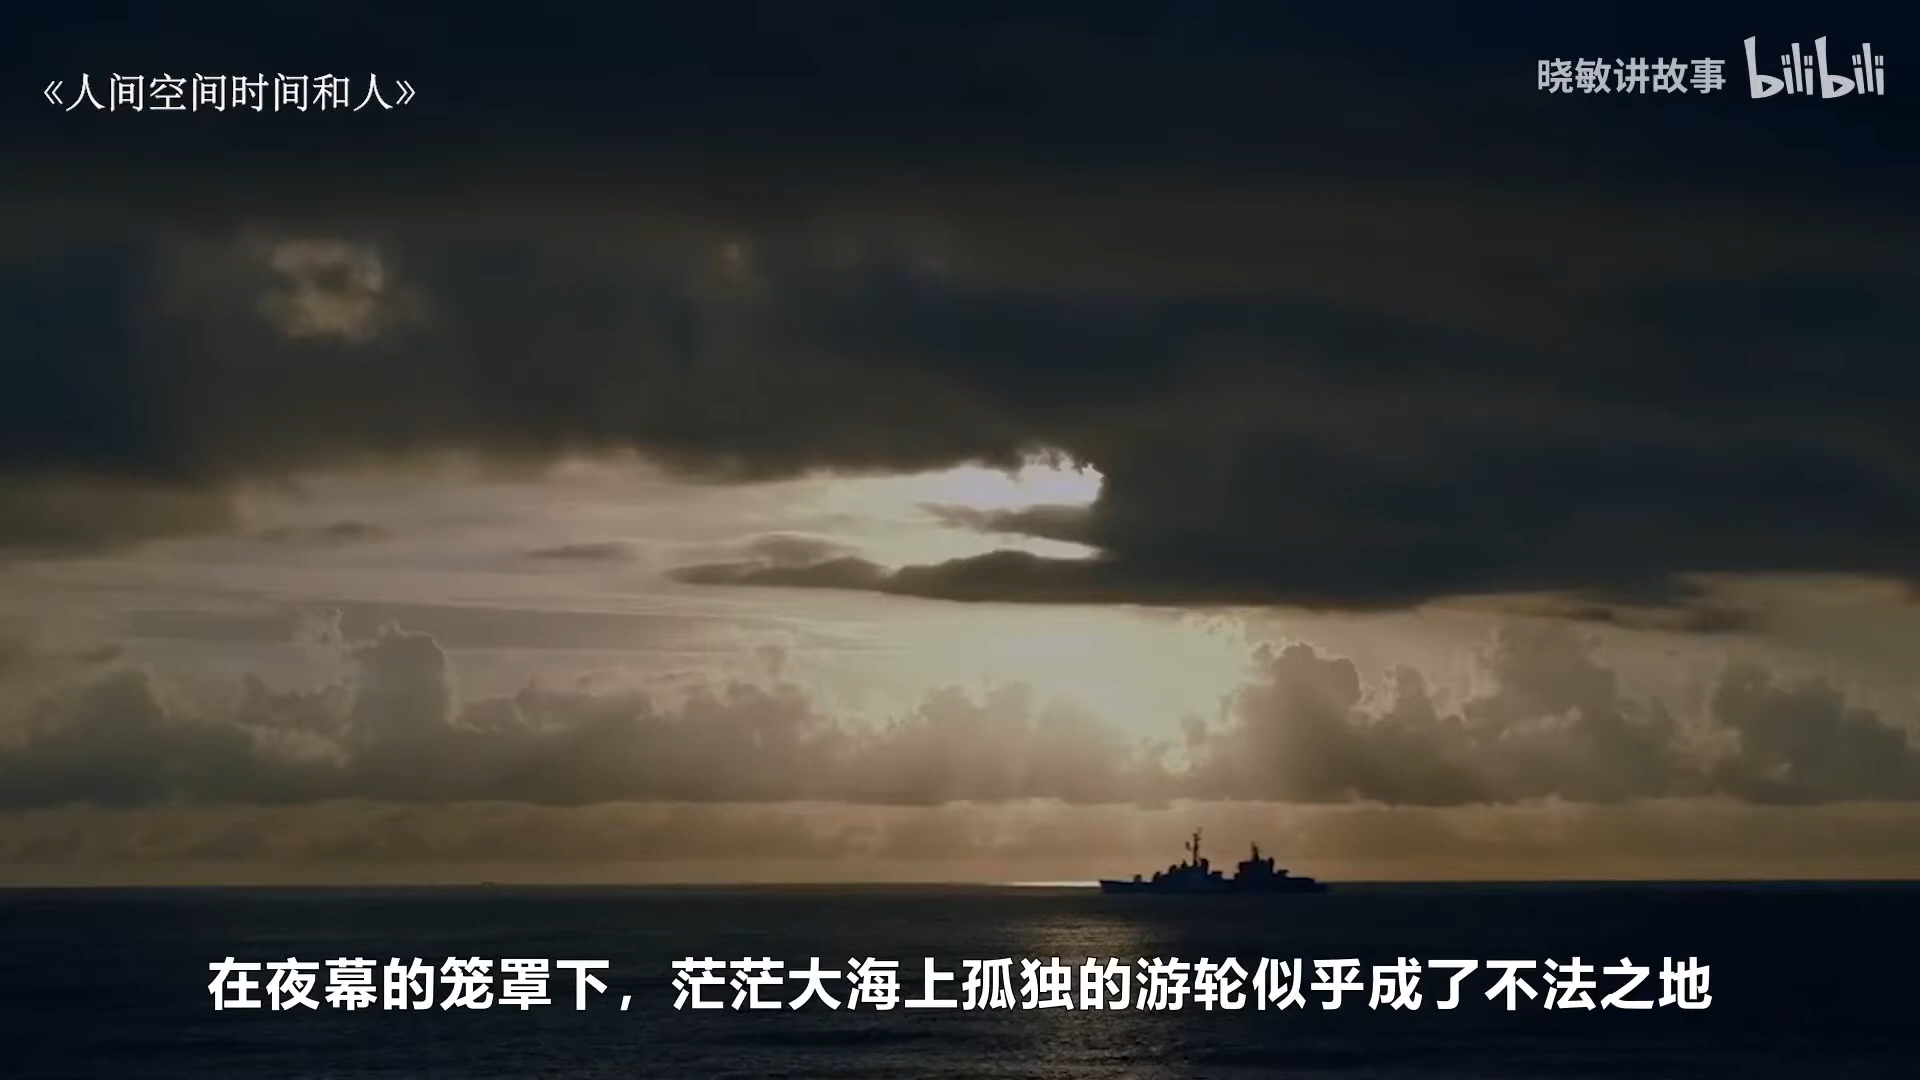 《人间空间时间和人》
晓敏讲故事 bilibili
在夜幕的笼罩下，茫茫大海上孤独的游轮似乎成了不法之地